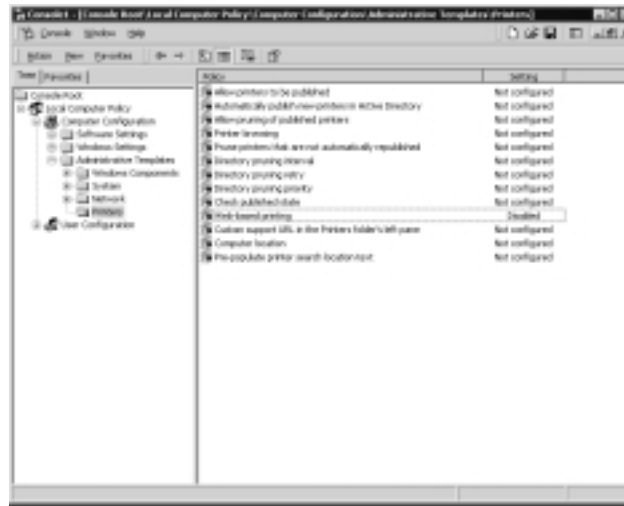 Console1 - [Console Root\Local Computer Policy\Computer Configuration\Administrative Templates\Printers]
Console Window Help
Action View Favorites
Tree Favorites
Policy Setting
Console Root
Local Computer Policy
Computer Configuration
Software Settings
Windows Settings
Administrative Templates
Windows Components
System
Network
Printers
User Configuration
Allow printers to be published Not configured
Automatically publish new printers in Active Directory Not configured
Allow pruning of published printers Not configured
Printer browsing Not configured
Prune printers that are not automatically republished Not configured
Directory pruning interval Not configured
Directory pruning retry Not configured
Directory pruning priority Not configured
Check published state Not configured
Web-based printing Disabled
Custom support URL in the Printers folder's left pane Not configured
Computer location Not configured
Pre-populate printer search location text Not configured